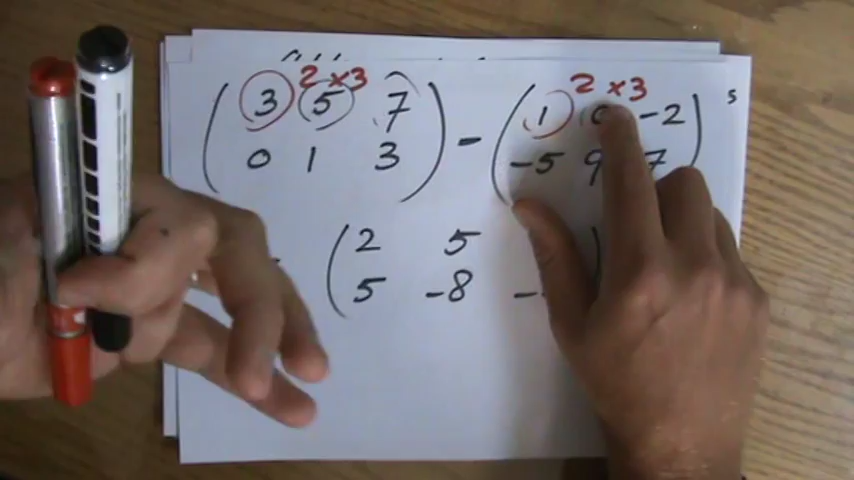 2×3 2×3
( 3 5 7 ) - ( 1 -2 ) 5
( 0 1 3 ) ( -5 9 7 )
( 2 5 )
( 5 -8 - )